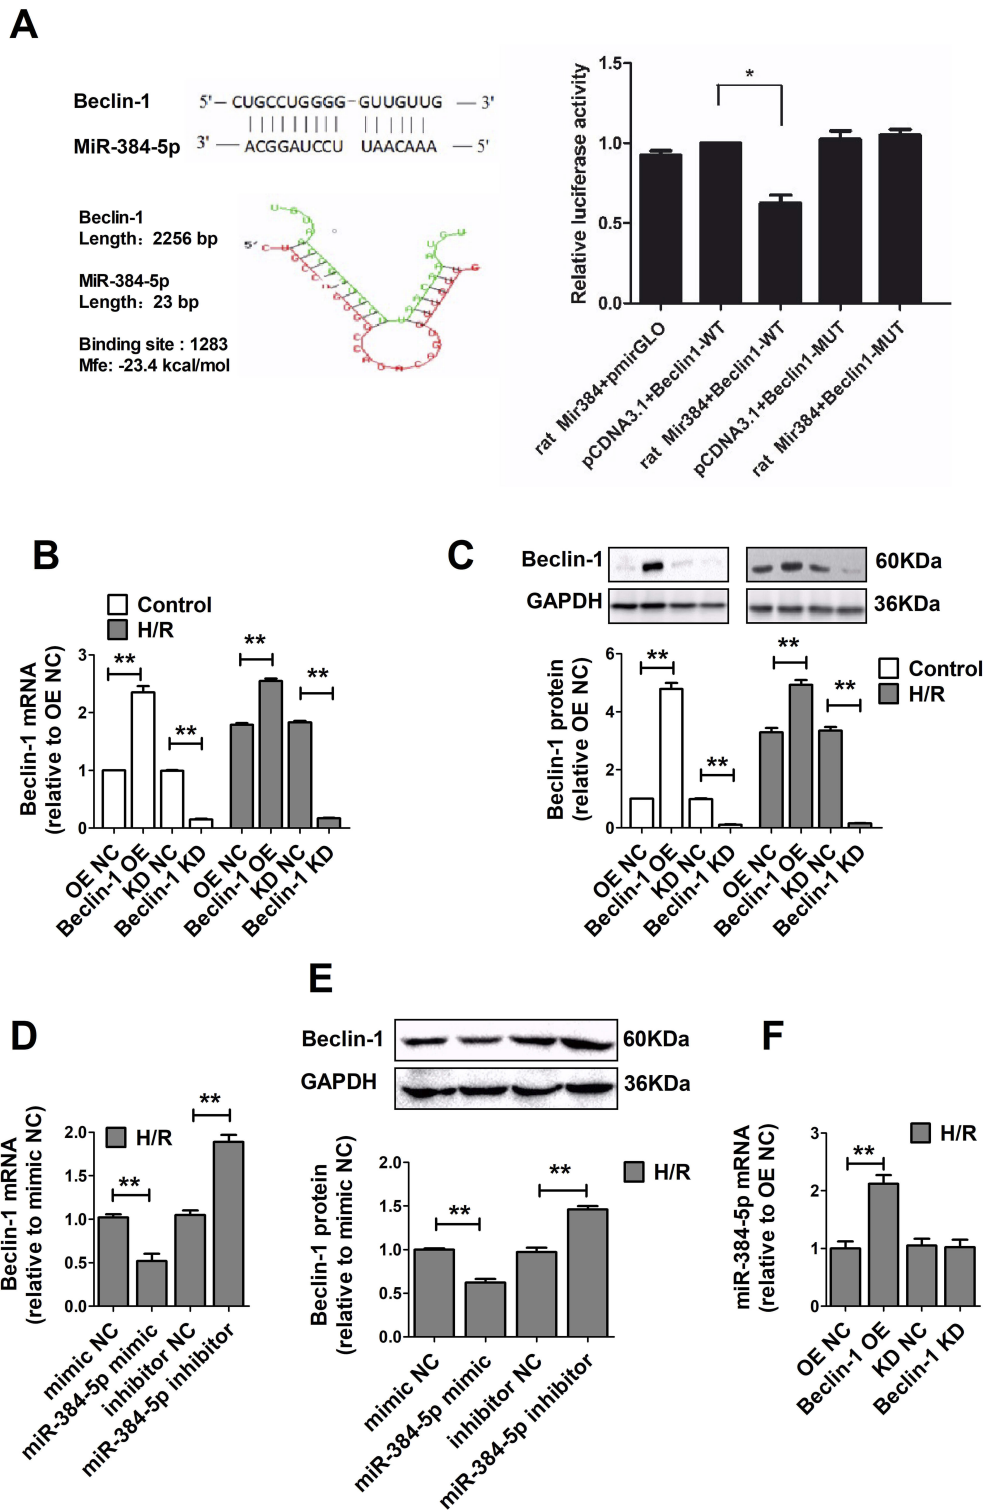 A
Beclin-1
5'— CUGCCUGGGG – GUUGUUG — 3'
MiR-384-5p
3' — ACGGAUCCU UAACAAA — 5'
Beclin-1
Length: 2256 bp
MiR-384-5p
Length: 23 bp
Binding site : 1283
Mfe: -23.4 kcal/mol
5'
Relative luciferase activity
1.5
1.0
0.5
0.0
*
rat Mir384+pmirGLO
pCDNA3.1+Beclin1-WT
rat Mir384+Beclin1-WT
pCDNA3.1+Beclin1-MUT
rat Mir384+Beclin1-MUT
B
Control
H/R
Beclin-1 mRNA
(relative to OE NC)
3
2
1
0
**
**
**
**
OE NC
Beclin-1 OE
KD NC
Beclin-1 KD
OE NC
Beclin-1 OE
KD NC
Beclin-1 KD
C
Beclin-1
60KDa
GAPDH
36KDa
Control
H/R
Beclin-1 protein
(relative OE NC)
6
4
2
0
**
**
**
**
OE NC
Beclin-1 OE
KD NC
Beclin-1 KD
OE NC
Beclin-1 OE
KD NC
Beclin-1 KD
D
H/R
Beclin-1 mRNA
(relative to mimic NC)
2.0
1.5
1.0
0.5
0.0
**
**
mimic NC
miR-384-5p mimic
inhibitor NC
miR-384-5p inhibitor
E
Beclin-1
60KDa
GAPDH
36KDa
H/R
Beclin-1 protein
(relative to mimic NC)
2.0
1.5
1.0
0.5
0.0
**
**
mimic NC
miR-384-5p mimic
inhibitor NC
miR-384-5p inhibitor
F
H/R
miR-384-5p mRNA
(relative to OE NC)
3
2
1
0
**
OE NC
Beclin-1 OE
KD NC
Beclin-1 KD